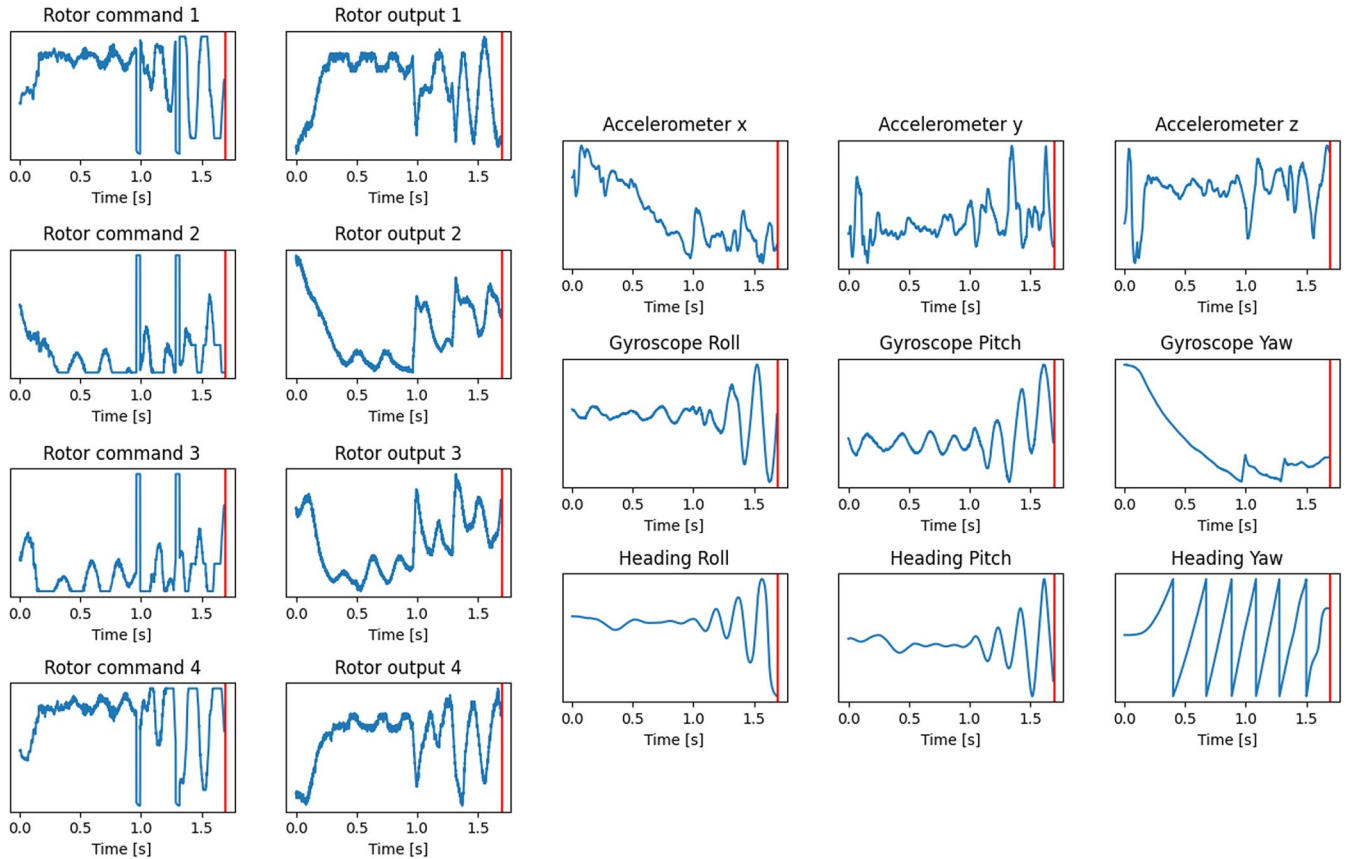 Rotor command 1
0.0 0.5 1.0 1.5
Time [s]
Rotor output 1
0.0 0.5 1.0 1.5
Time [s]
Rotor command 2
0.0 0.5 1.0 1.5
Time [s]
Rotor output 2
0.0 0.5 1.0 1.5
Time [s]
Rotor command 3
0.0 0.5 1.0 1.5
Time [s]
Rotor output 3
0.0 0.5 1.0 1.5
Time [s]
Rotor command 4
0.0 0.5 1.0 1.5
Time [s]
Rotor output 4
0.0 0.5 1.0 1.5
Time [s]
Accelerometer x
0.0 0.5 1.0 1.5
Time [s]
Accelerometer y
0.0 0.5 1.0 1.5
Time [s]
Accelerometer z
0.0 0.5 1.0 1.5
Time [s]
Gyroscope Roll
0.0 0.5 1.0 1.5
Time [s]
Gyroscope Pitch
0.0 0.5 1.0 1.5
Time [s]
Gyroscope Yaw
0.0 0.5 1.0 1.5
Time [s]
Heading Roll
0.0 0.5 1.0 1.5
Time [s]
Heading Pitch
0.0 0.5 1.0 1.5
Time [s]
Heading Yaw
0.0 0.5 1.0 1.5
Time [s]